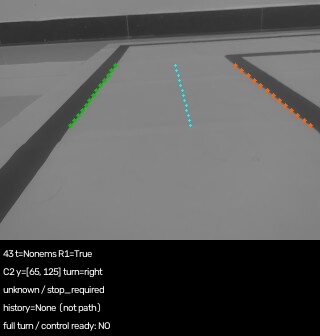 43 t=Nonems R1=True
C2 y=[65, 125] turn=right
unknown / stop_required
history=None (not path)
full turn / control ready: NO